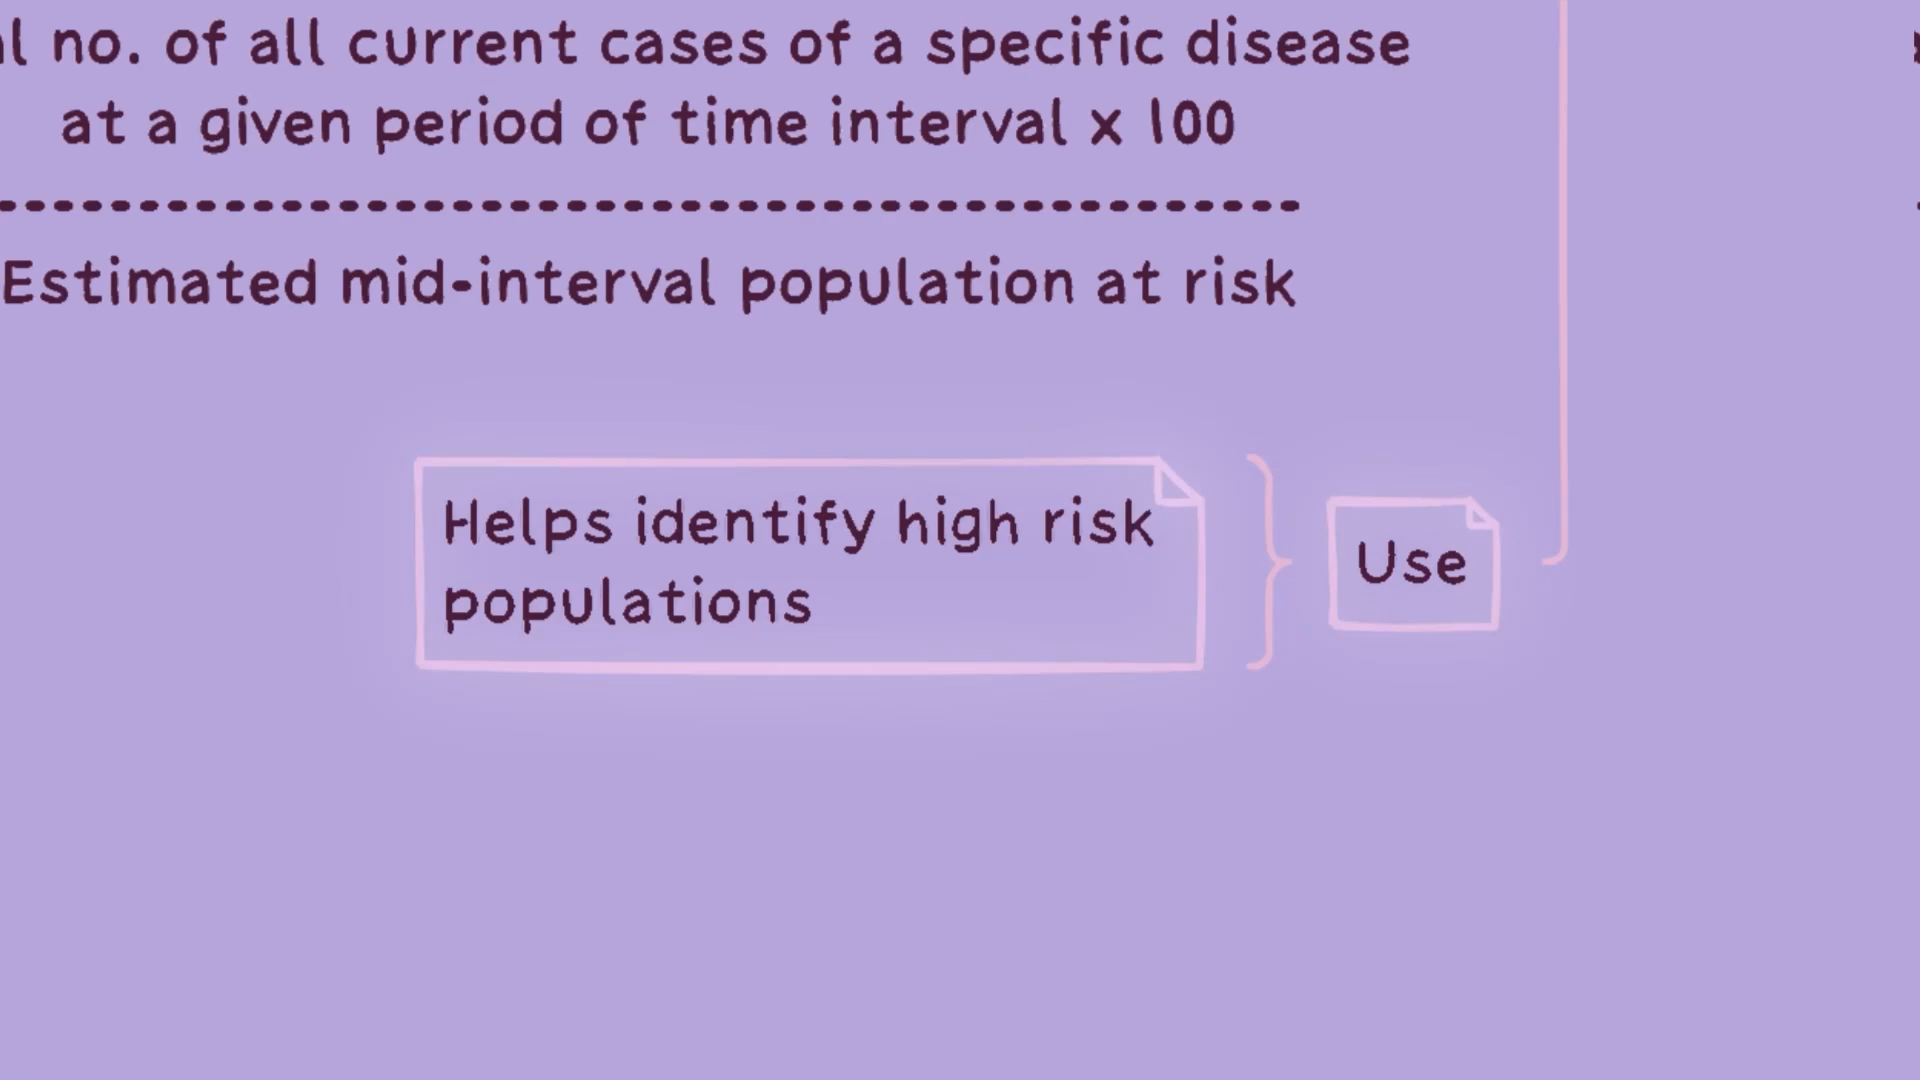 no. of all current cases of a specific disease
at a given period of time interval x 100
-----------------------------------------------
Estimated mid-interval population at risk
Helps identify high risk
populations
Use